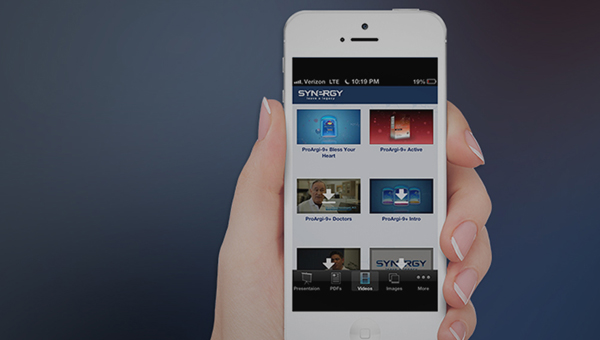 Verizon LTE 10:19 PM 19%
SYNERGY
leave a legacy
ProArgi-9+ Bless Your
Heart
ProArgi-9+ Active
ProArgi-9+ Doctors
ProArgi-9+ Intro
SYNERGY
Presentation PDFs Videos Images More